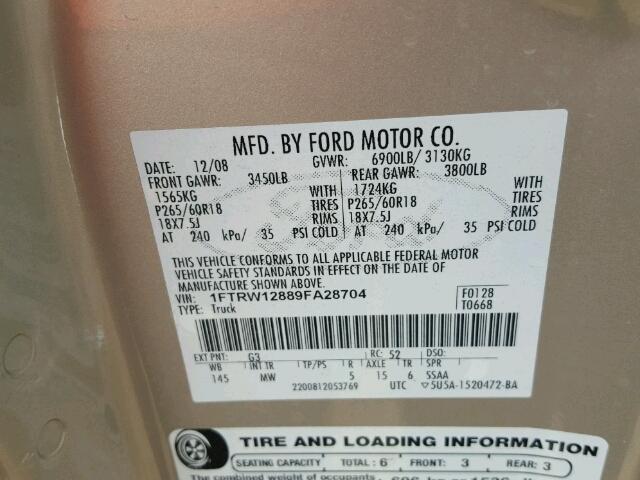 MFD. BY FORD MOTOR CO.
DATE: 12/08 GVWR: 6900LB/ 3130KG
FRONT GAWR: 3450LB REAR GAWR: 3800LB
1565KG WITH 1724KG WITH
P265/60R18 TIRES P265/60R18 TIRES
18X7.5J RIMS 18X7.5J RIMS
AT 240 kPa/ 35 PSI COLD AT 240 kPa/ 35 PSI COLD
THIS VEHICLE CONFORMS TO ALL APPLICABLE FEDERAL MOTOR
VEHICLE SAFETY STANDARDS IN EFFECT ON THE DATE OF
MANUFACTURE SHOWN ABOVE.
VIN: 1FTRW12889FA28704 F0128
TYPE: Truck T0668
EXT PNT: G3 RC: 52 DSO:
WB INT TR TP/PS R AXLE TR SPR
145 MW 5 15 6 SSAA
2200812053769 UTC 5U5A-1520472-BA
TIRE AND LOADING INFORMATION
SEATING CAPACITY TOTAL: 6 FRONT: 3 REAR: 3
The combined weight of occupants